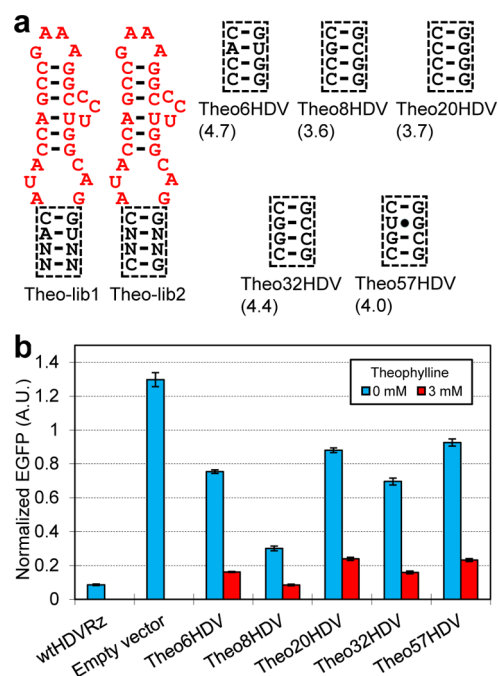 a
A A
G A
C G
C-G
G-C C
A-U C
C-G U
C-G
A C
U A
A G
C-G
A-U
N-N
N-N
Theo-lib1
A A
G A
C G
C-G
G-C C
A-U C
C-G U
C-G
A C
U A
A G
C-G
N-N
N-N
C-G
Theo-lib2
C-G
A-U
C-G
C-G
Theo6HDV
(4.7)
C-G
G-C
C-G
C-G
Theo8HDV
(3.6)
C-G
C-G
C-G
C-G
Theo20HDV
(3.7)
C-G
G-C
G-C
C-G
Theo32HDV
(4.4)
C-G
U•G
G-C
C-G
Theo57HDV
(4.0)
b
Normalized EGFP (A.U.)
1.4
1.2
1
0.8
0.6
0.4
0.2
0
Theophylline
0 mM 3 mM
wtHDVRz
Empty vector
Theo6HDV
Theo8HDV
Theo20HDV
Theo32HDV
Theo57HDV